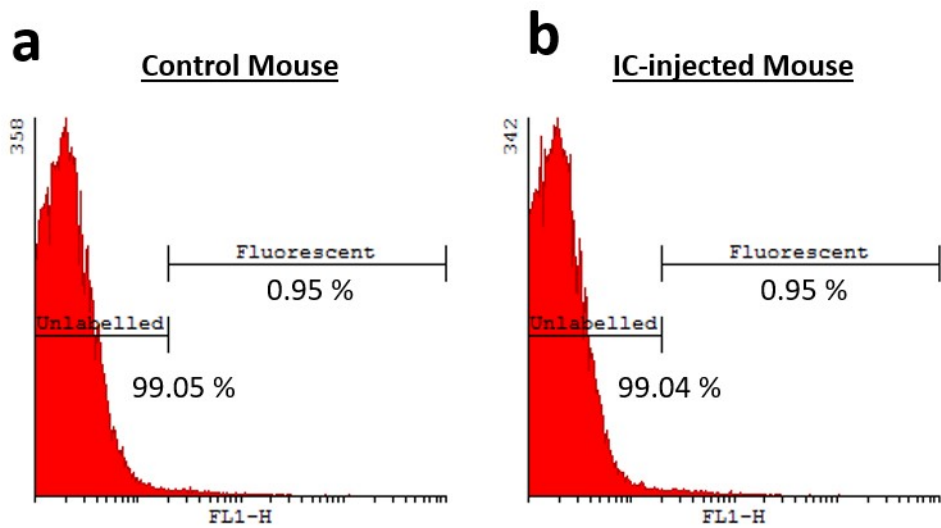 a
Control Mouse
358
Fluorescent
0.95 %
Unlabelled
99.05 %
FL1-H
b
IC-injected Mouse
342
Fluorescent
0.95 %
Unlabelled
99.04 %
FL1-H